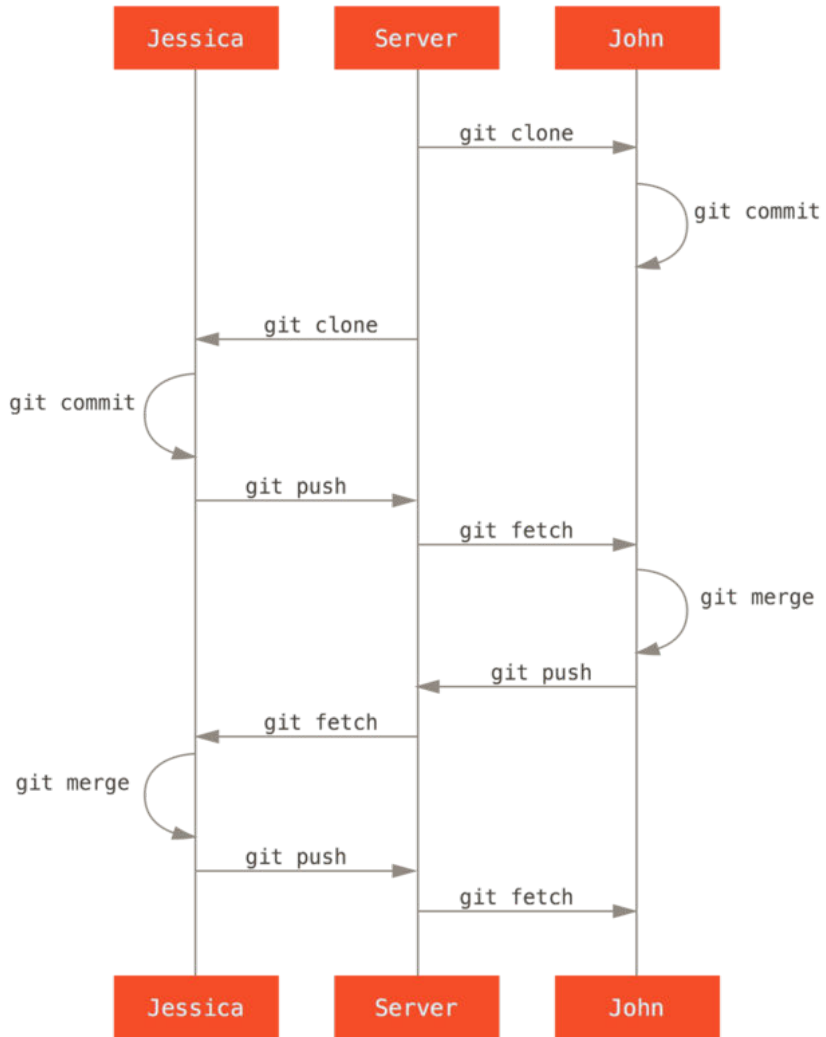 Jessica
Server
John
git clone
git commit
git clone
git commit
git push
git fetch
git merge
git push
git fetch
git merge
git push
git fetch
Jessica
Server
John